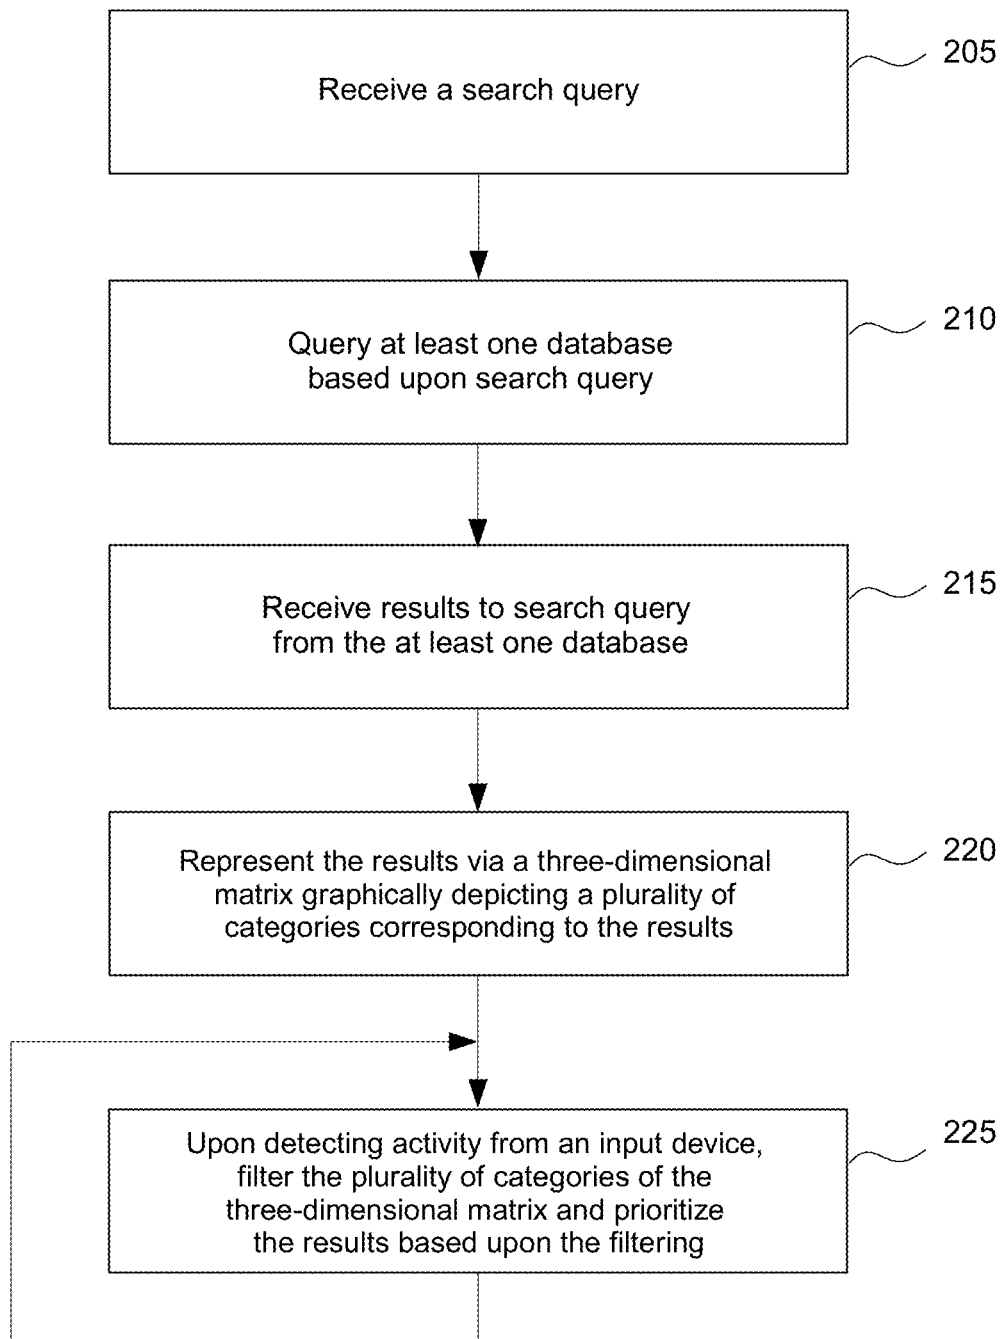 205
Receive a search query
210
Query at least one database
based upon search query
215
Receive results to search query
from the at least one database
220
Represent the results via a three-dimensional
matrix graphically depicting a plurality of
categories corresponding to the results
225
Upon detecting activity from an input device,
filter the plurality of categories of the
three-dimensional matrix and prioritize
the results based upon the filtering